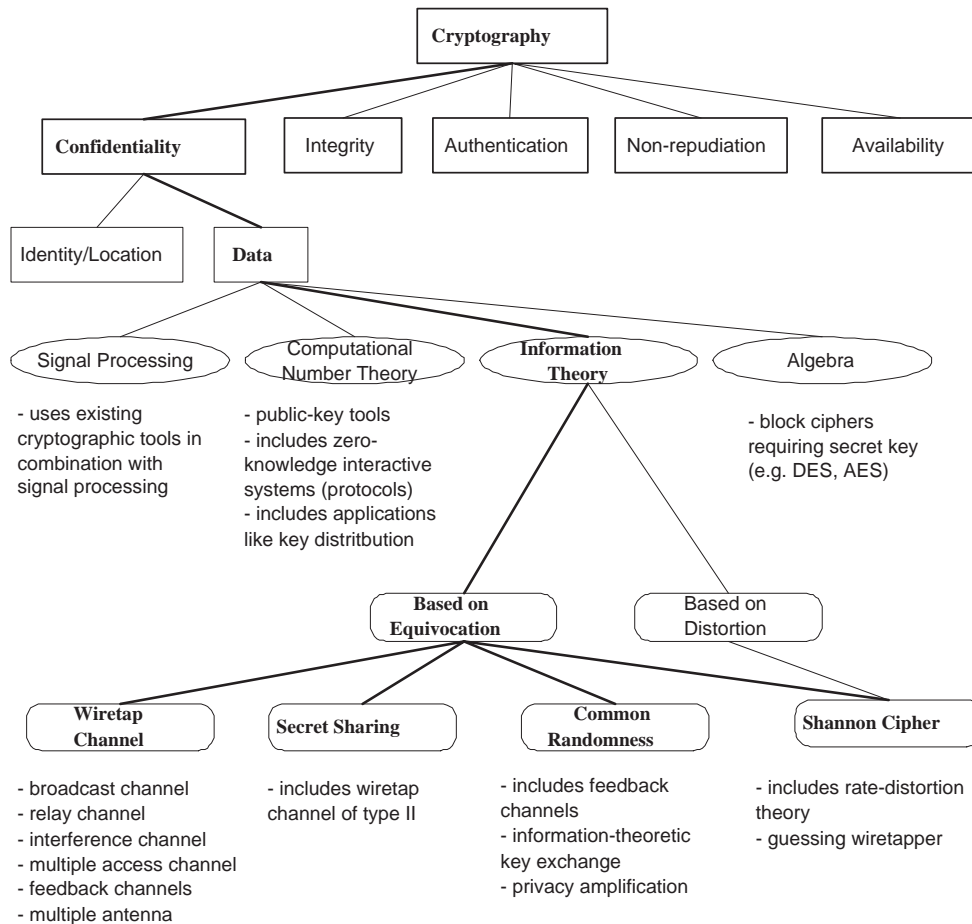 Cryptography
Confidentiality
Integrity
Authentication
Non-repudiation
Availability
Identity/Location
Data
Signal Processing
Computational
Number Theory
Information
Theory
Algebra
- uses existing
cryptographic tools in
combination with
signal processing
- public-key tools
- includes zero-
knowledge interactive
systems (protocols)
- includes applications
like key distritbution
- block ciphers
requiring secret key
(e.g. DES, AES)
Based on
Equivocation
Based on
Distortion
Wiretap
Channel
Secret Sharing
Common
Randomness
Shannon Cipher
- broadcast channel
- relay channel
- interference channel
- multiple access channel
- feedback channels
- multiple antenna
- includes wiretap
channel of type II
- includes feedback
channels
- information-theoretic
key exchange
- privacy amplification
- includes rate-distortion
theory
- guessing wiretapper